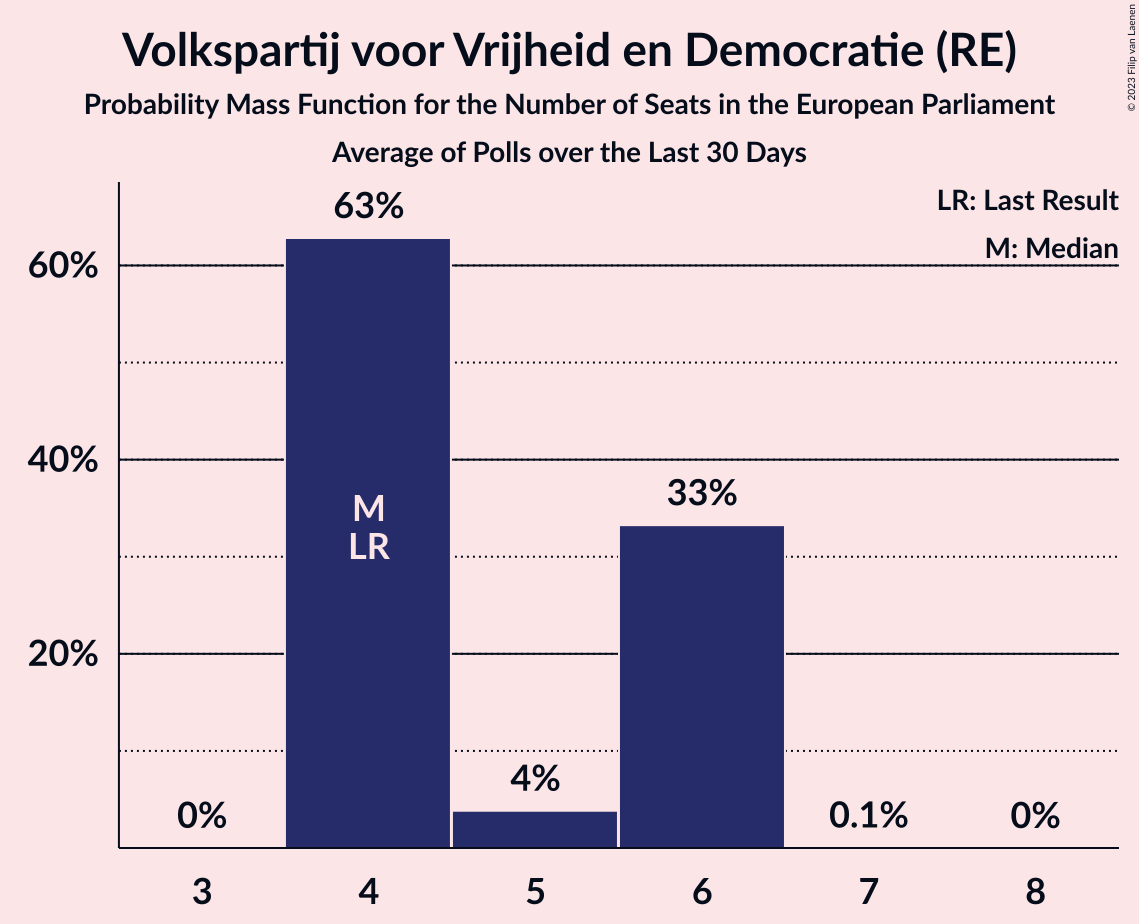 Volkspartij voor Vrijheid en Democratie (RE)
Probability Mass Function for the Number of Seats in the European Parliament
Average of Polls over the Last 30 Days
© 2023 Filip van Laenen
LR: Last Result
M: Median
63%
60%
40%
20%
M
LR
33%
4%
0%
0.1%
0%
3 4 5 6 7 8